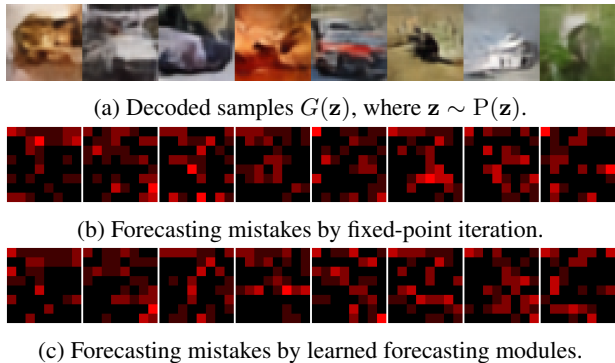 (a) Decoded samples G(z), where z ∼ P(z).
(b) Forecasting mistakes by fixed-point iteration.
(c) Forecasting mistakes by learned forecasting modules.